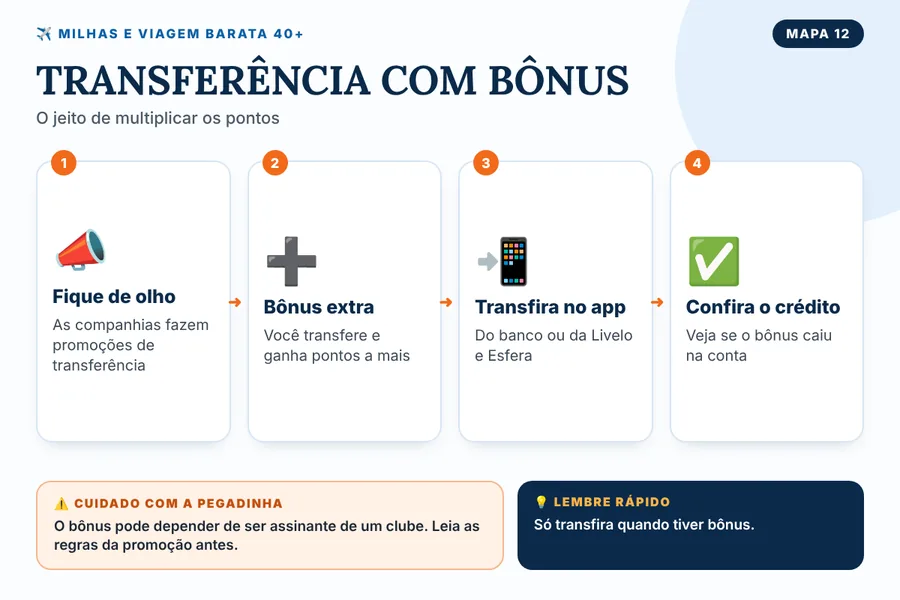 ✈️ MILHAS E VIAGEM BARATA 40+
MAPA 12
TRANSFERÊNCIA COM BÔNUS
O jeito de multiplicar os pontos
1
Fique de olho
As companhias fazem
promoções de
transferência
➜
2
Bônus extra
Você transfere e
ganha pontos a mais
➜
3
Transfira no app
Do banco ou da Livelo
e Esfera
➜
4
Confira o crédito
Veja se o bônus caiu
na conta
⚠️ CUIDADO COM A PEGADINHA
O bônus pode depender de ser assinante de um clube. Leia as
regras da promoção antes.
💡 LEMBRE RÁPIDO
Só transfira quando tiver bônus.